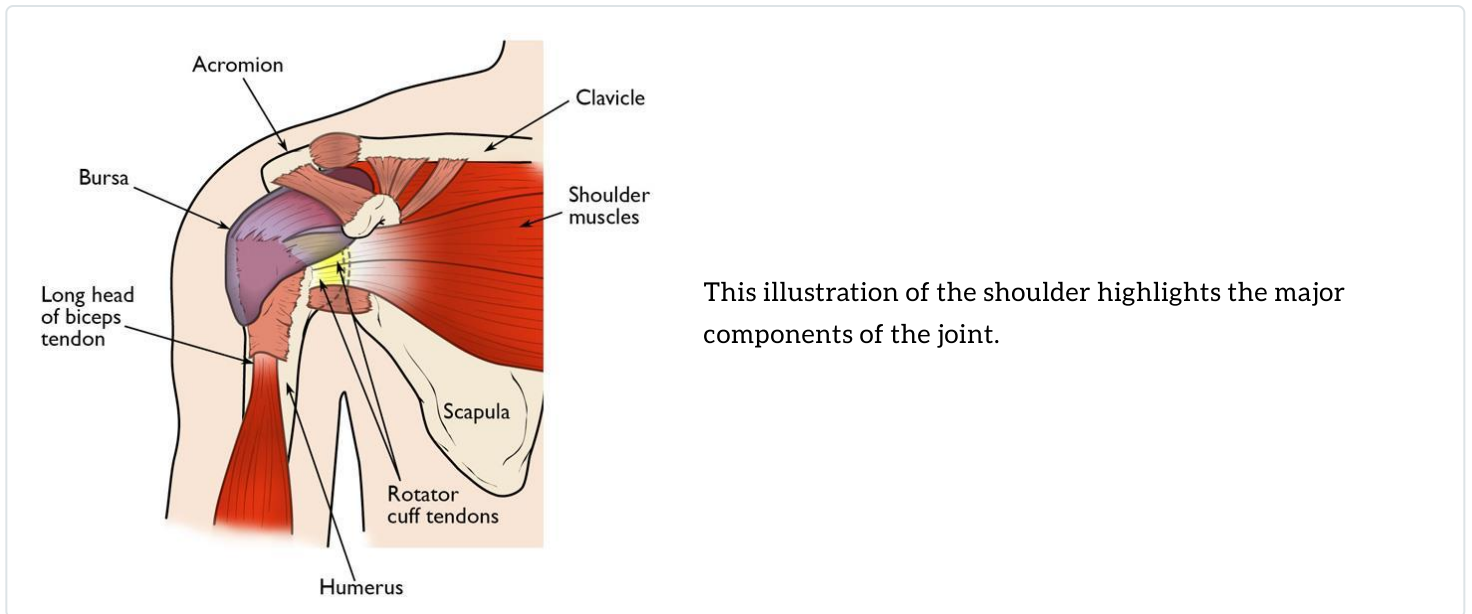 Acromion
Clavicle
Bursa
Shoulder
muscles
Long head
of biceps
tendon
This illustration of the shoulder highlights the major
components of the joint.
Scapula
Rotator
cuff tendons
Humerus